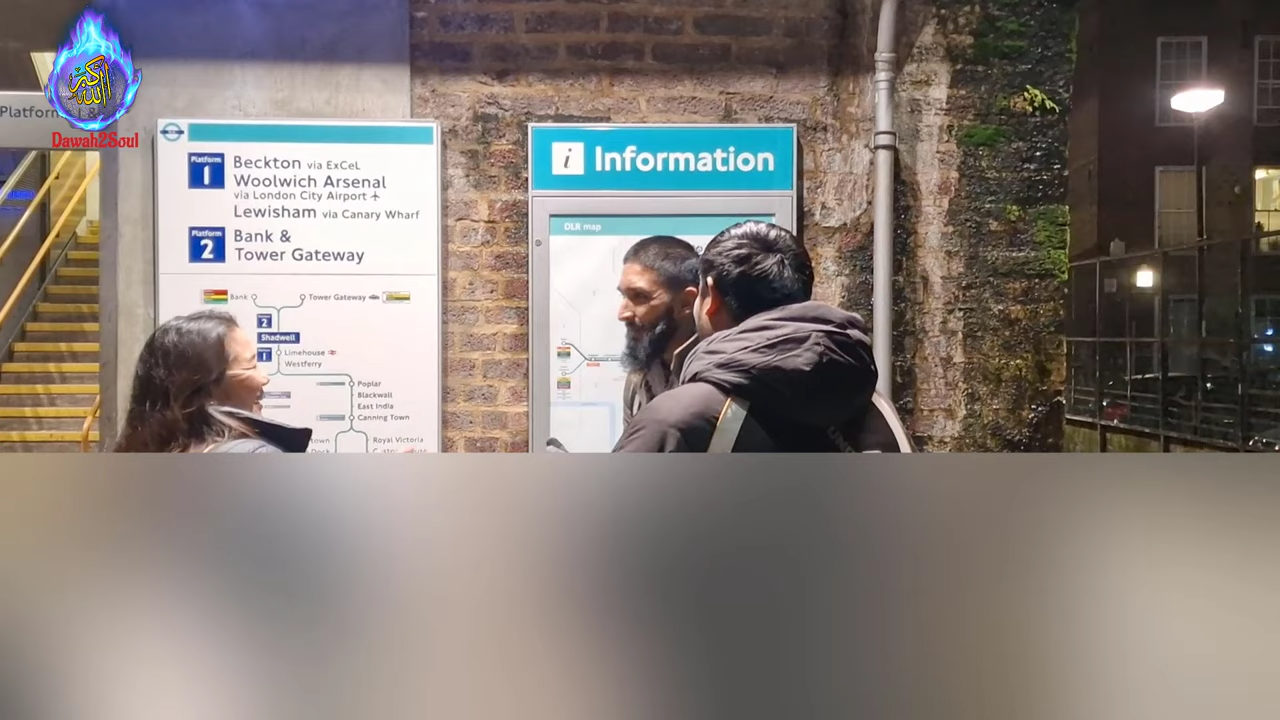 الله أكبر
Dawah2Soul
Platform
Platform 1
Beckton via ExCeL
Woolwich Arsenal
via London City Airport
Lewisham via Canary Wharf
Platform 2
Bank &
Tower Gateway
Bank
Tower Gateway
2
Shadwell
1
Limehouse
Westferry
Poplar
Blackwall
East India
Canning Town
Royal Victoria
i Information
DLR map